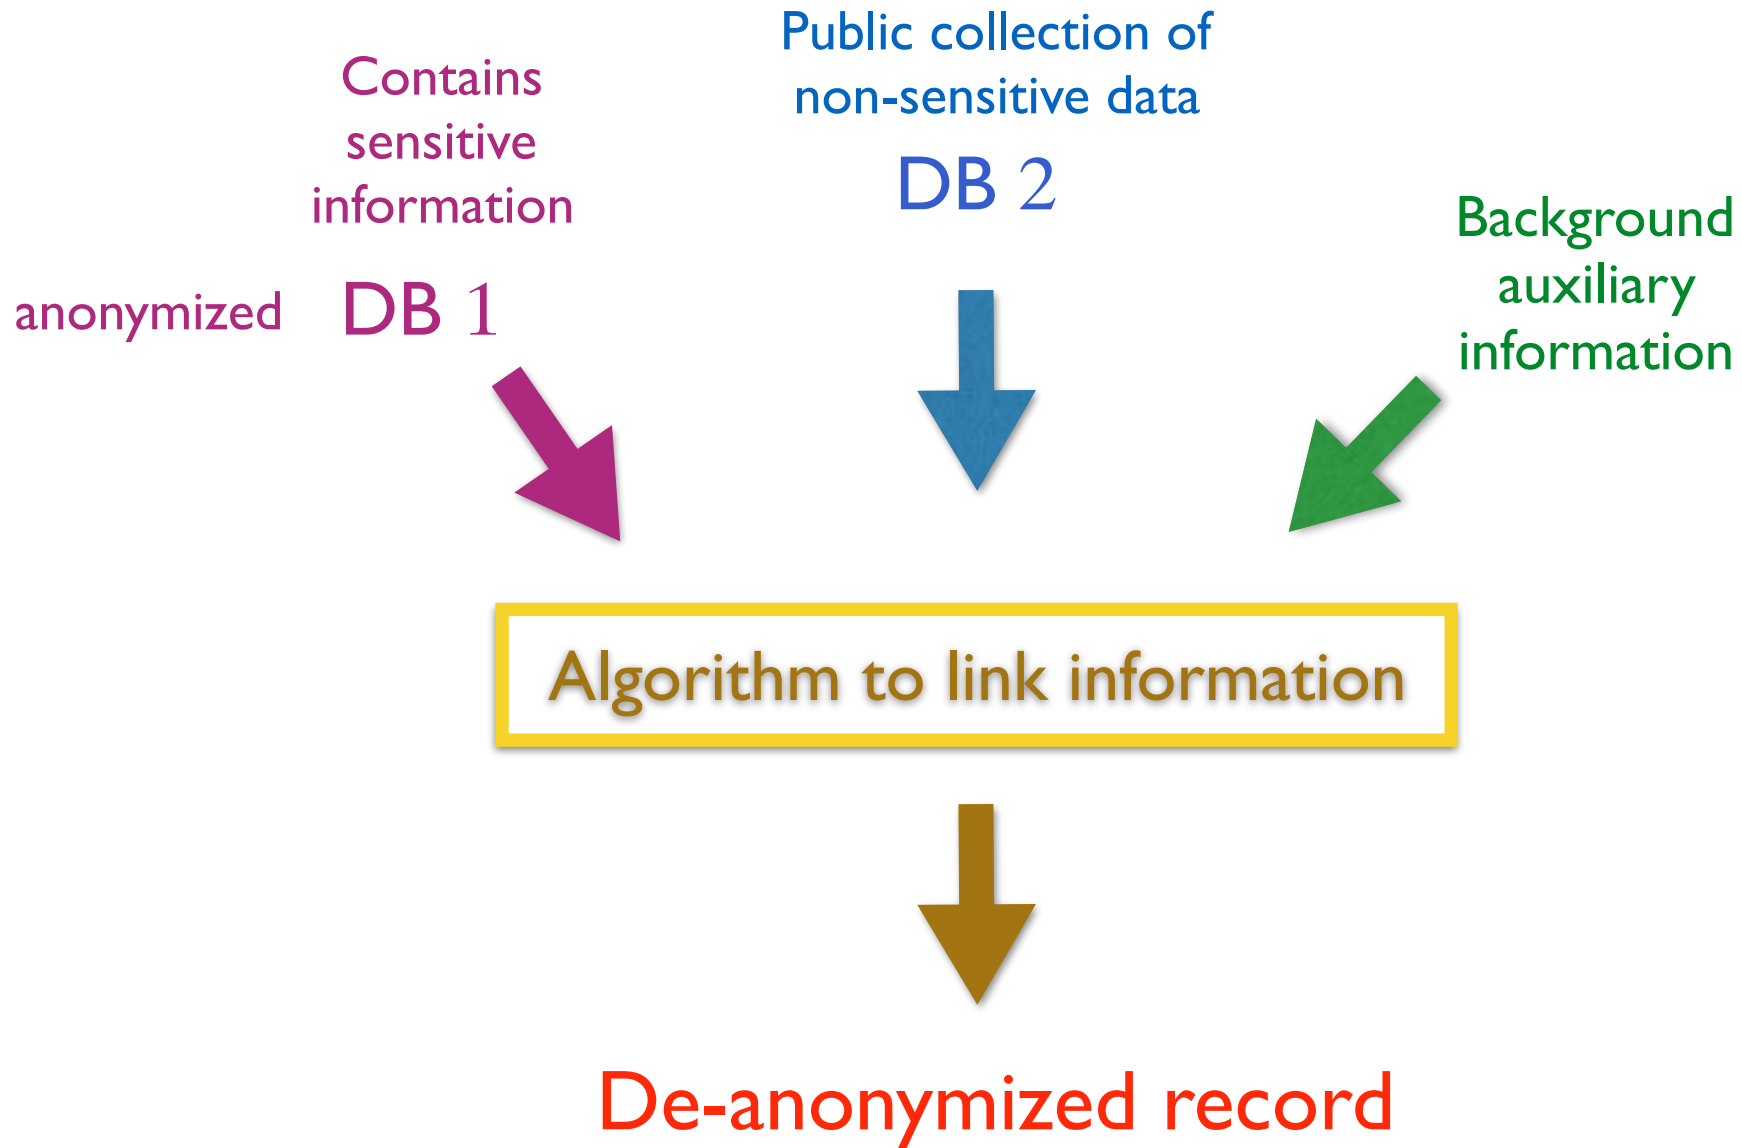 Contains
sensitive
information
anonymized DB 1
Public collection of
non-sensitive data
DB 2
Background
auxiliary
information
Algorithm to link information
De-anonymized record